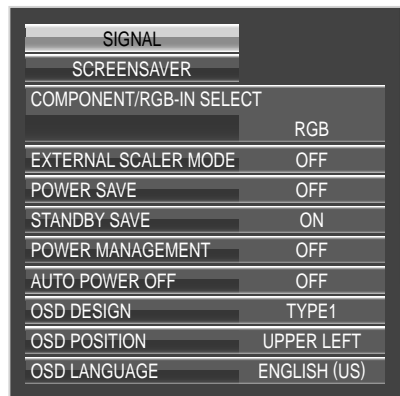 SIGNAL
SCREENSAVER
COMPONENT/RGB-IN SELECT
RGB
EXTERNAL SCALER MODE OFF
POWER SAVE OFF
STANDBY SAVE ON
POWER MANAGEMENT OFF
AUTO POWER OFF OFF
OSD DESIGN TYPE1
OSD POSITION UPPER LEFT
OSD LANGUAGE ENGLISH (US)